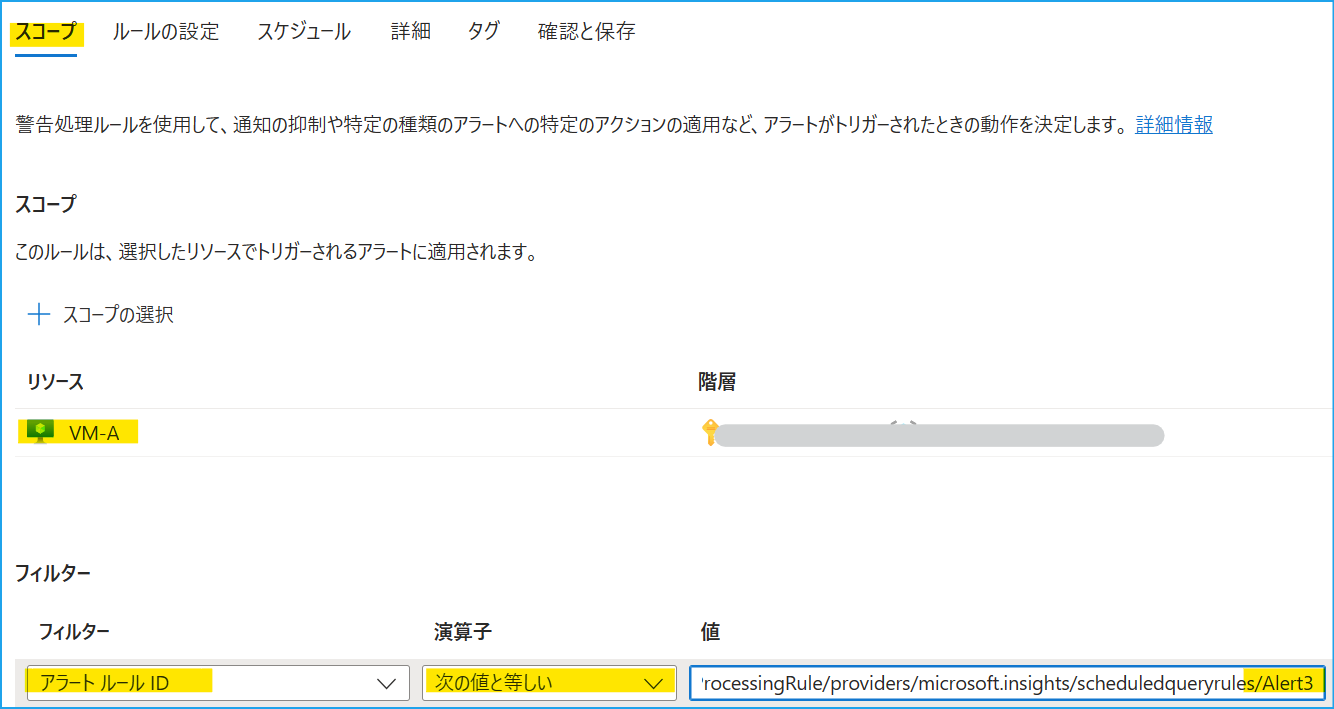 スコープ ルールの設定 スケジュール 詳細 タグ 確認と保存
警告処理ルールを使用して、通知の抑制や特定の種類のアラートへの特定のアクションの適用など、アラートがトリガーされたときの動作を決定します。 詳細情報
スコープ
このルールは、選択したリソースでトリガーされるアラートに適用されます。
スコープの選択
リソース 階層
VM-A
フィルター
フィルター 演算子 値
アラート ルール ID 次の値と等しい rocessingRule/providers/microsoft.insights/scheduledqueryrules/Alert3